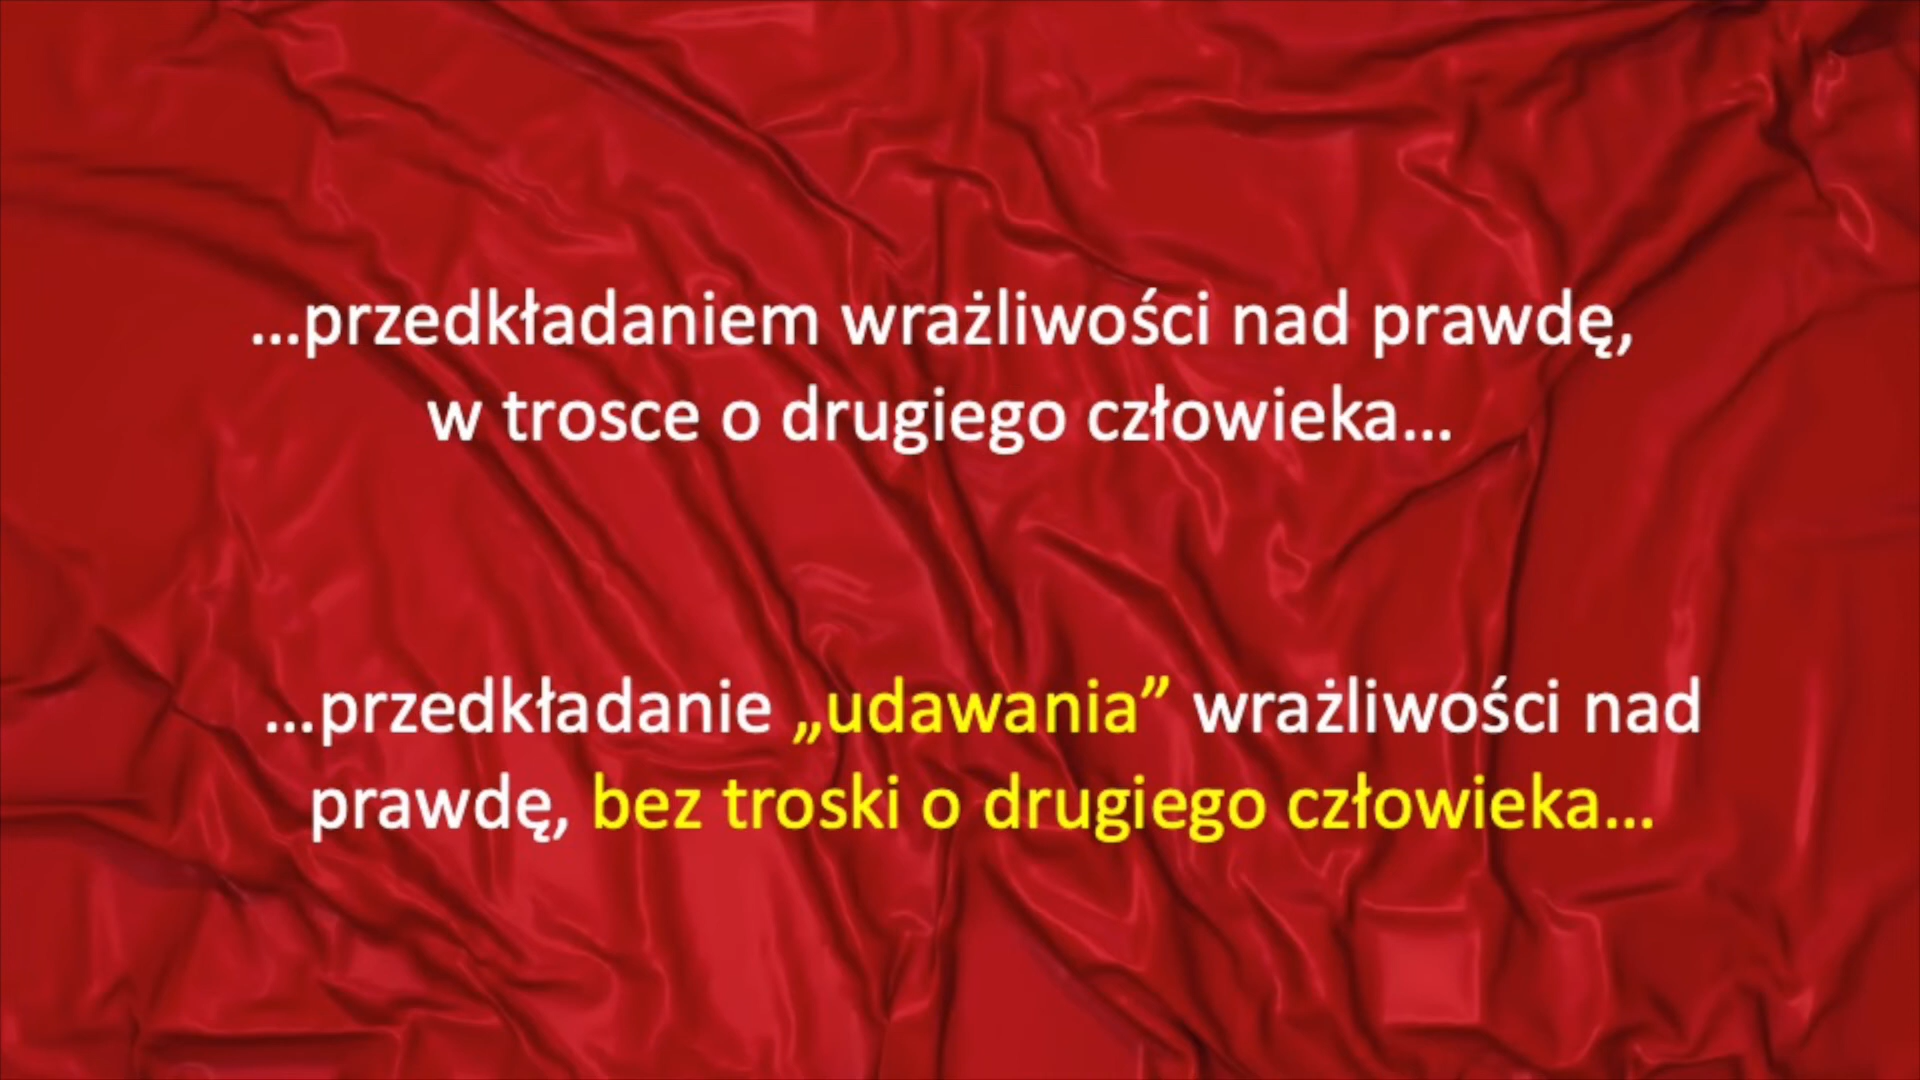 ...przedkładaniem wrażliwości nad prawdę,
w trosce o drugiego człowieka...
...przedkładanie „udawania” wrażliwości nad
prawdę, bez troski o drugiego człowieka...